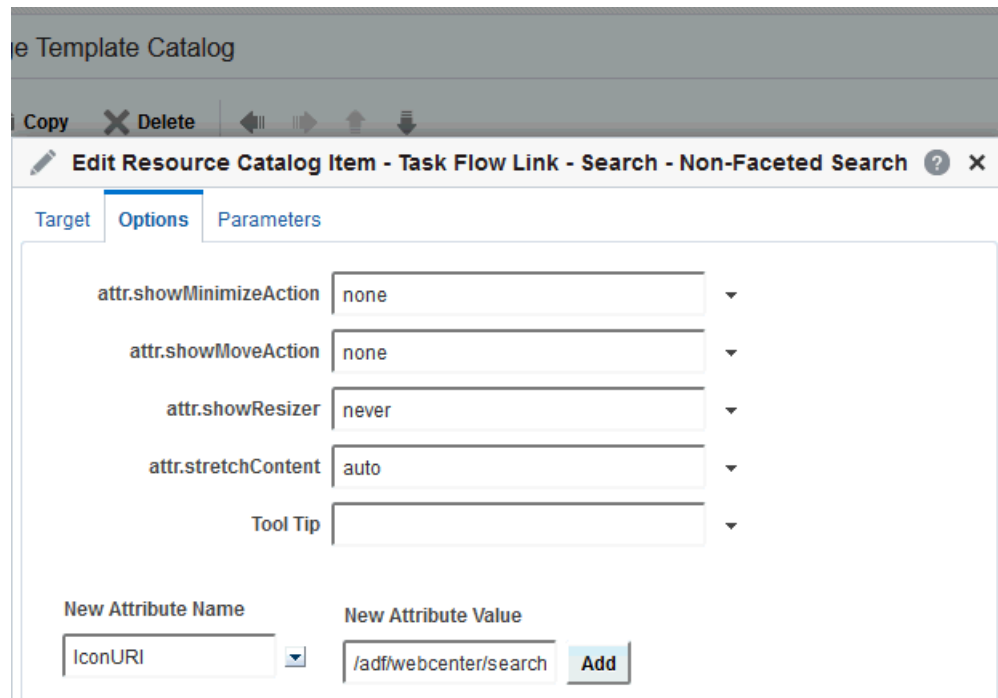 e Template Catalog
Copy Delete
Edit Resource Catalog Item - Task Flow Link - Search - Non-Faceted Search ?
Target Options Parameters
attr.showMinimizeAction none
attr.showMoveAction none
attr.showResizer never
attr.stretchContent auto
Tool Tip
New Attribute Name New Attribute Value
IconURI /adf/webcenter/search Add